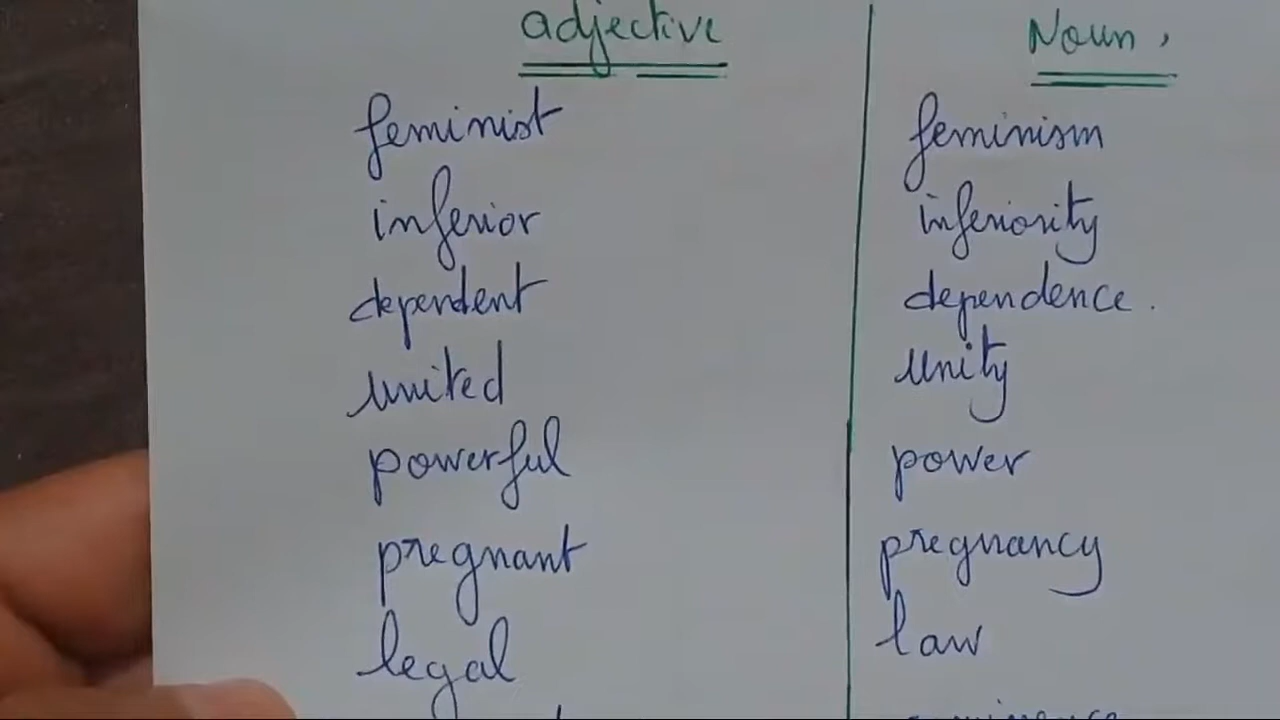 adjective Noun,
feminist feminism
inferior inferiority
dependent dependence.
united unity
powerful power
pregnant pregnancy
legal law